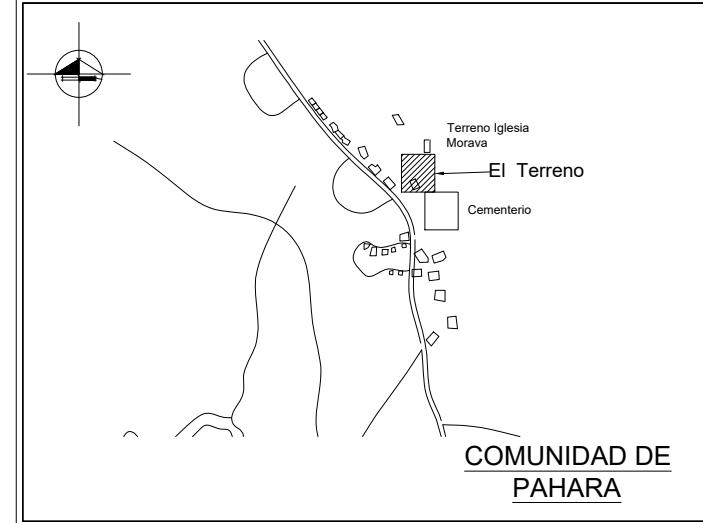 Terreno Iglesia
Morava
El Terreno
Cementerio
COMUNIDAD DE
PAHARA